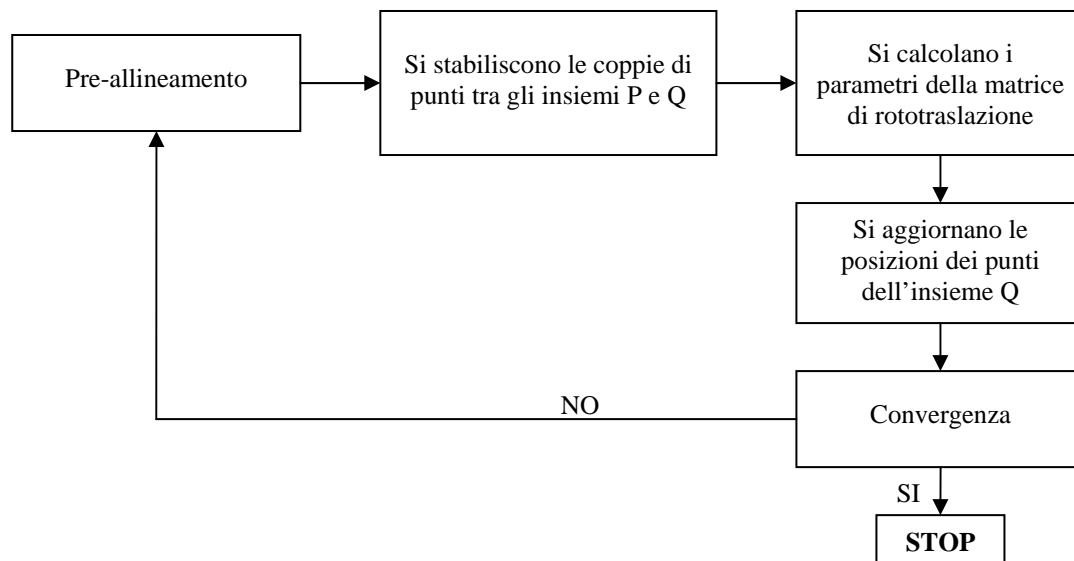 Pre-allineamento
Si stabiliscono le coppie di
punti tra gli insiemi P e Q
Si calcolano i
parametri della matrice
di rototraslazione
Si aggiornano le
posizioni dei punti
dell’insieme Q
NO
Convergenza
SI
STOP